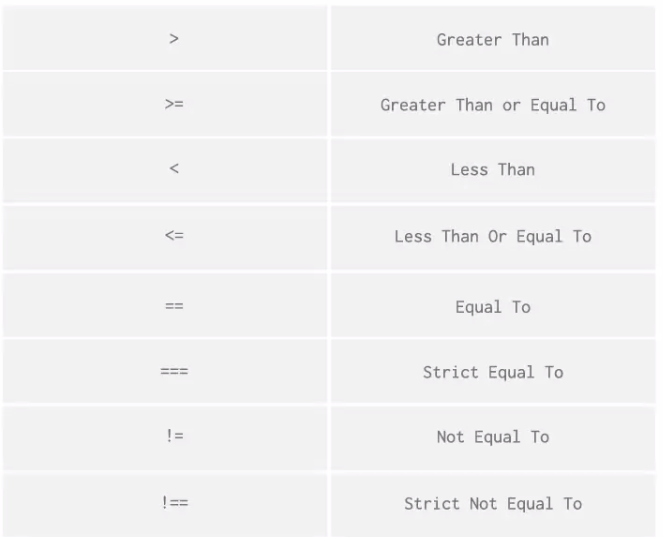 > Greater Than
>= Greater Than or Equal To
< Less Than
<= Less Than Or Equal To
== Equal To
=== Strict Equal To
!= Not Equal To
!== Strict Not Equal To